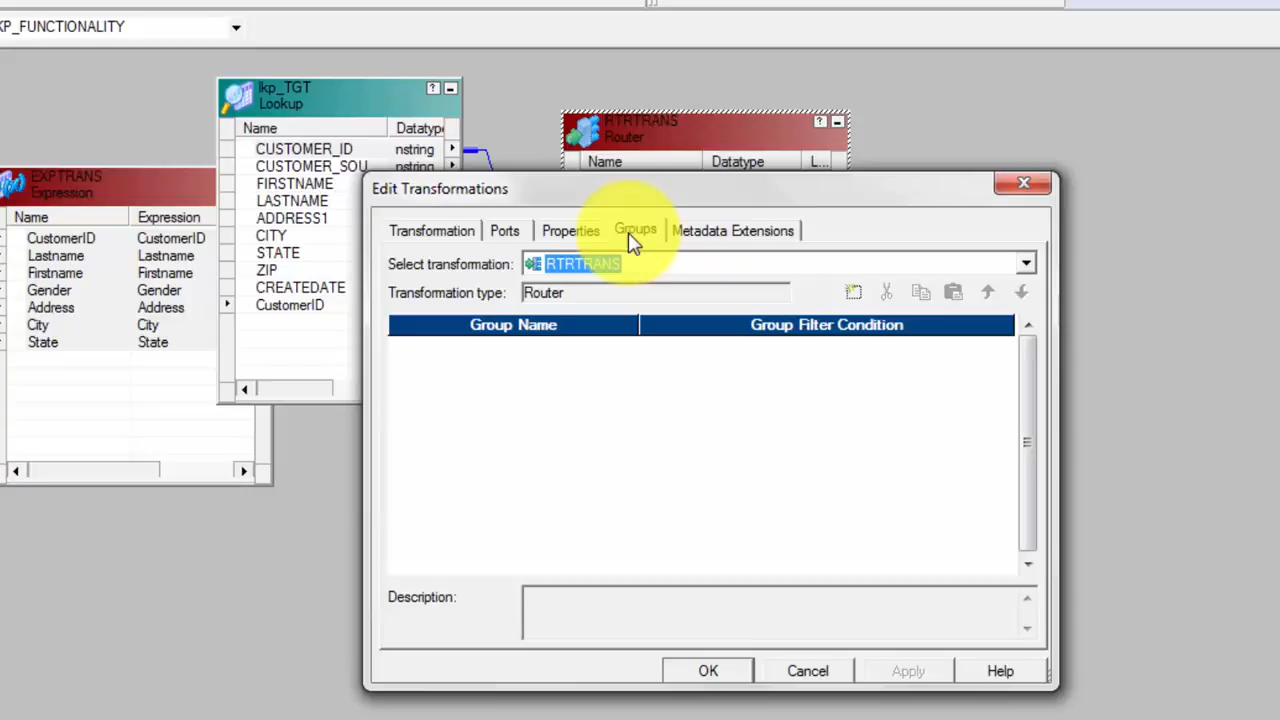 KP_FUNCTIONALITY
lkp_TGT
Lookup
Name Datatyp
CUSTOMER_ID nstring
CUSTOMER_SOU nstring
FIRSTNAME
LASTNAME
ADDRESS1
CITY
STATE
ZIP
CREATEDATE
CustomerID
RTRTRANS
Router
Name Datatype L...
EXPTRANS
Expression
Name Expression
CustomerID CustomerID
Lastname Lastname
Firstname Firstname
Gender Gender
Address Address
City City
State State
Edit Transformations
Transformation Ports Properties Groups Metadata Extensions
Select transformation: RTRTRANS
Transformation type: Router
Group Name Group Filter Condition
Description:
OK Cancel Apply Help